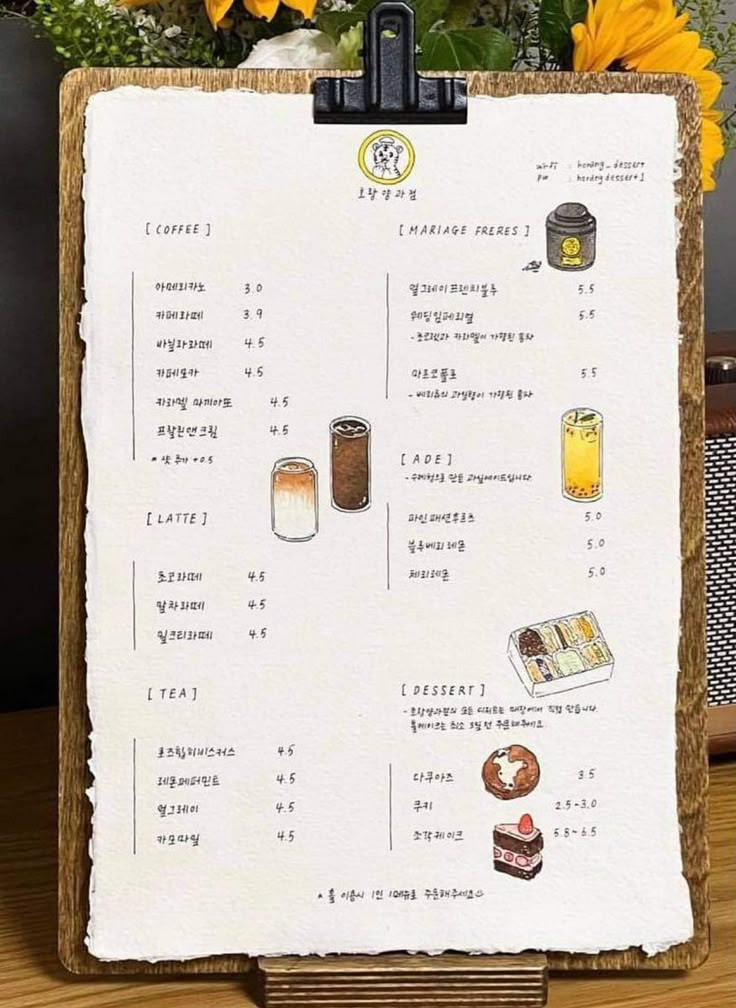 호랑양과점
wi-fi : horang_dessert
pw : horangdessert1
[ COFFEE ]
아메리카노 3.0
카페라떼 3.9
바닐라라떼 4.5
카페모카 4.5
카라멜 마끼아또 4.5
프랄린앤크림 4.5
* 샷 추가 +0.5
[ LATTE ]
초코라떼 4.5
말차라떼 4.5
밀크티라떼 4.5
[ TEA ]
로즈힙히비스커스 4.5
레몬페퍼민트 4.5
얼그레이 4.5
카모마일 4.5
[ MARIAGE FRERES ]
얼그레이프렌치블루 5.5
웨딩임페리얼 5.5
- 초콜릿과 카라멜이 가향된 홍차
마르코폴로 5.5
- 베리류의 과일향이 가향된 홍차
[ ADE ]
- 수제청으로 만든 과일에이드입니다.
파인패션후르츠 5.0
블루베리레몬 5.0
체리레몬 5.0
[ DESSERT ]
- 호랑양과점의 모든 디저트는 매장에서 직접 만듭니다.
홀케이크는 최소 3일 전 주문해주세요.
다쿠아즈 3.5
쿠키 2.5~3.0
조각케이크 5.8~6.5
* 홀 이용시 1인 1메뉴로 주문해주세요